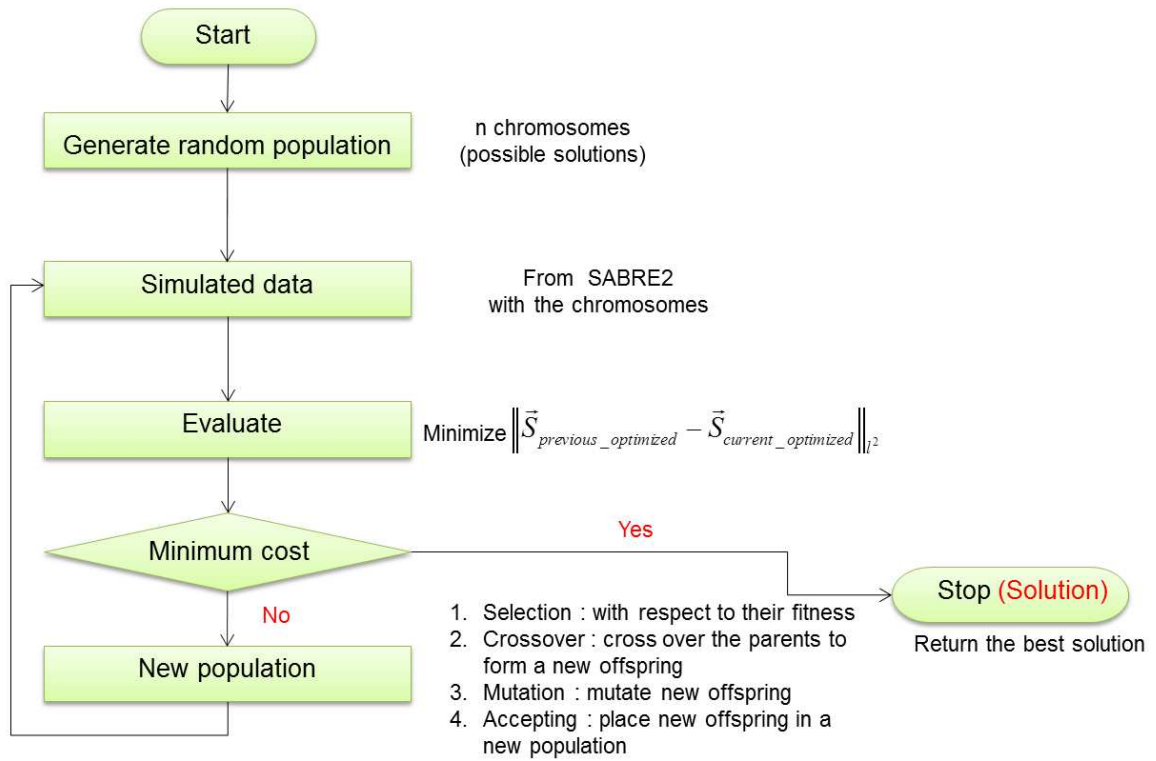 Start
Generate random population
n chromosomes
(possible solutions)
Simulated data
From SABRE2
with the chromosomes
Evaluate
Minimize ‖S⃗previous_optimized − S⃗current_optimized‖l²
Minimum cost
Yes
No
Stop (Solution)
Return the best solution
New population
1. Selection : with respect to their fitness
2. Crossover : cross over the parents to
form a new offspring
3. Mutation : mutate new offspring
4. Accepting : place new offspring in a
new population